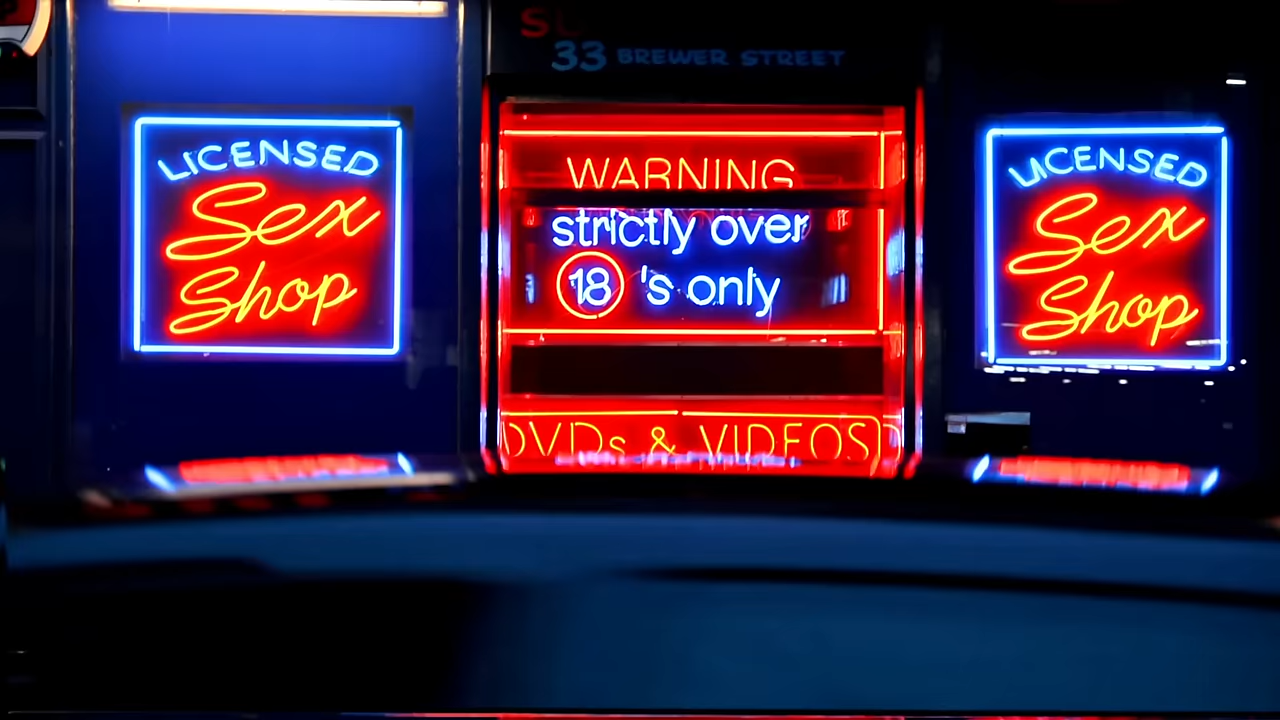 33 BREWER STREET
LICENSED
Sex
Shop
WARNING
strictly over
18 's only
DVDs & VIDEOS
LICENSED
Sex
Shop